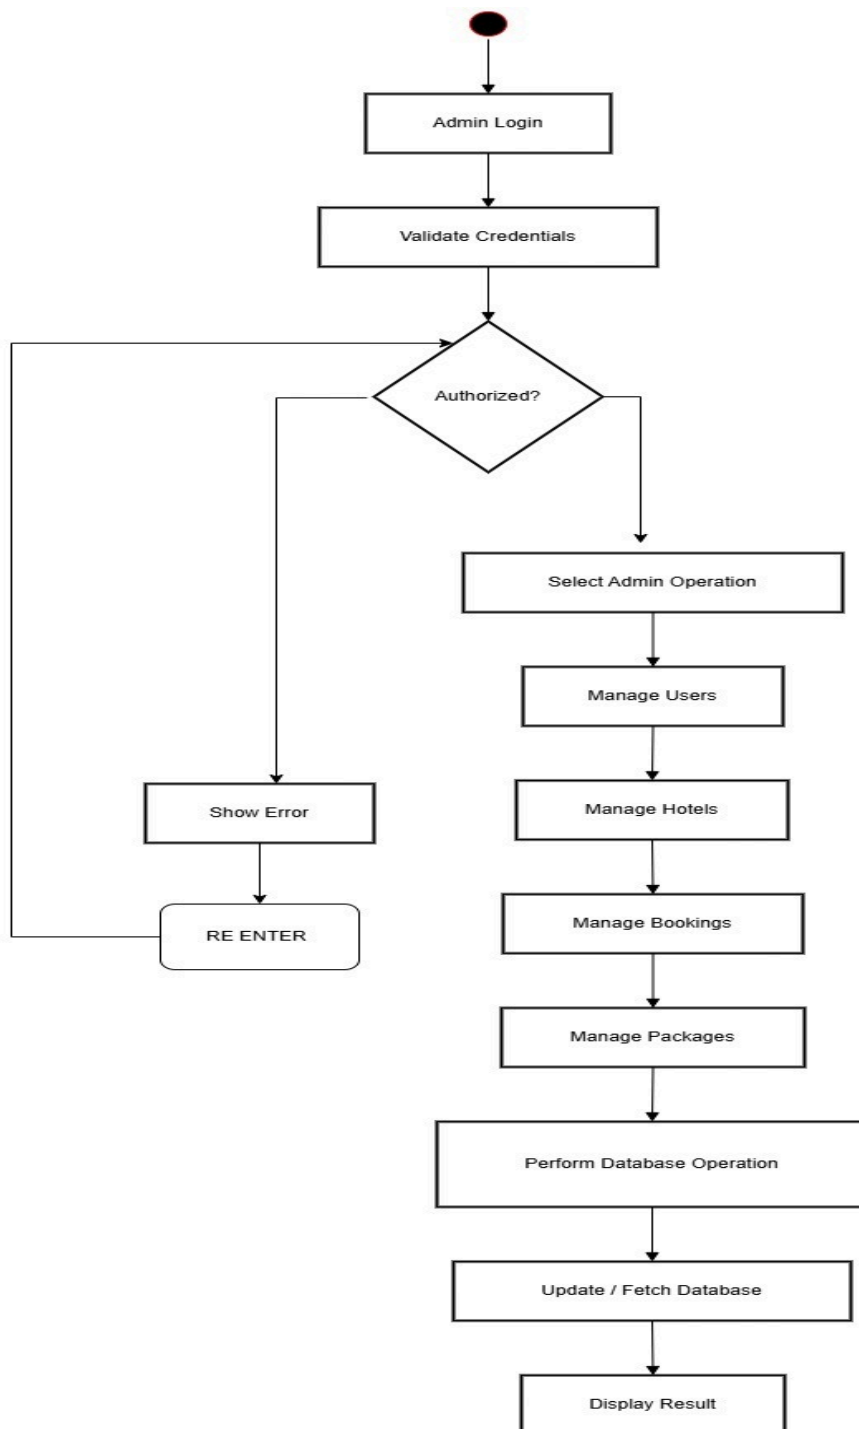 Admin Login
Validate Credentials
Authorized?
Select Admin Operation
Manage Users
Manage Hotels
Show Error
Manage Bookings
RE ENTER
Manage Packages
Perform Database Operation
Update / Fetch Database
Display Result